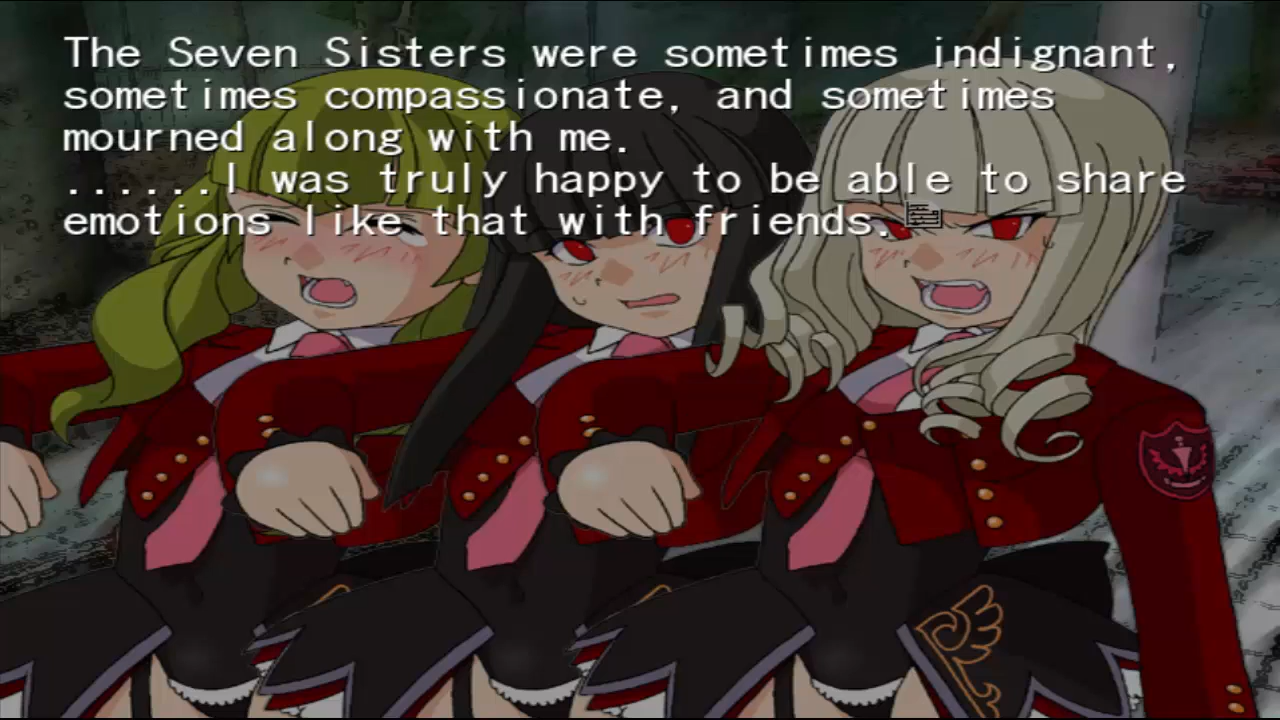 The Seven Sisters were sometimes indignant,
sometimes compassionate, and sometimes
mourned along with me.
......I was truly happy to be able to share
emotions like that with friends.